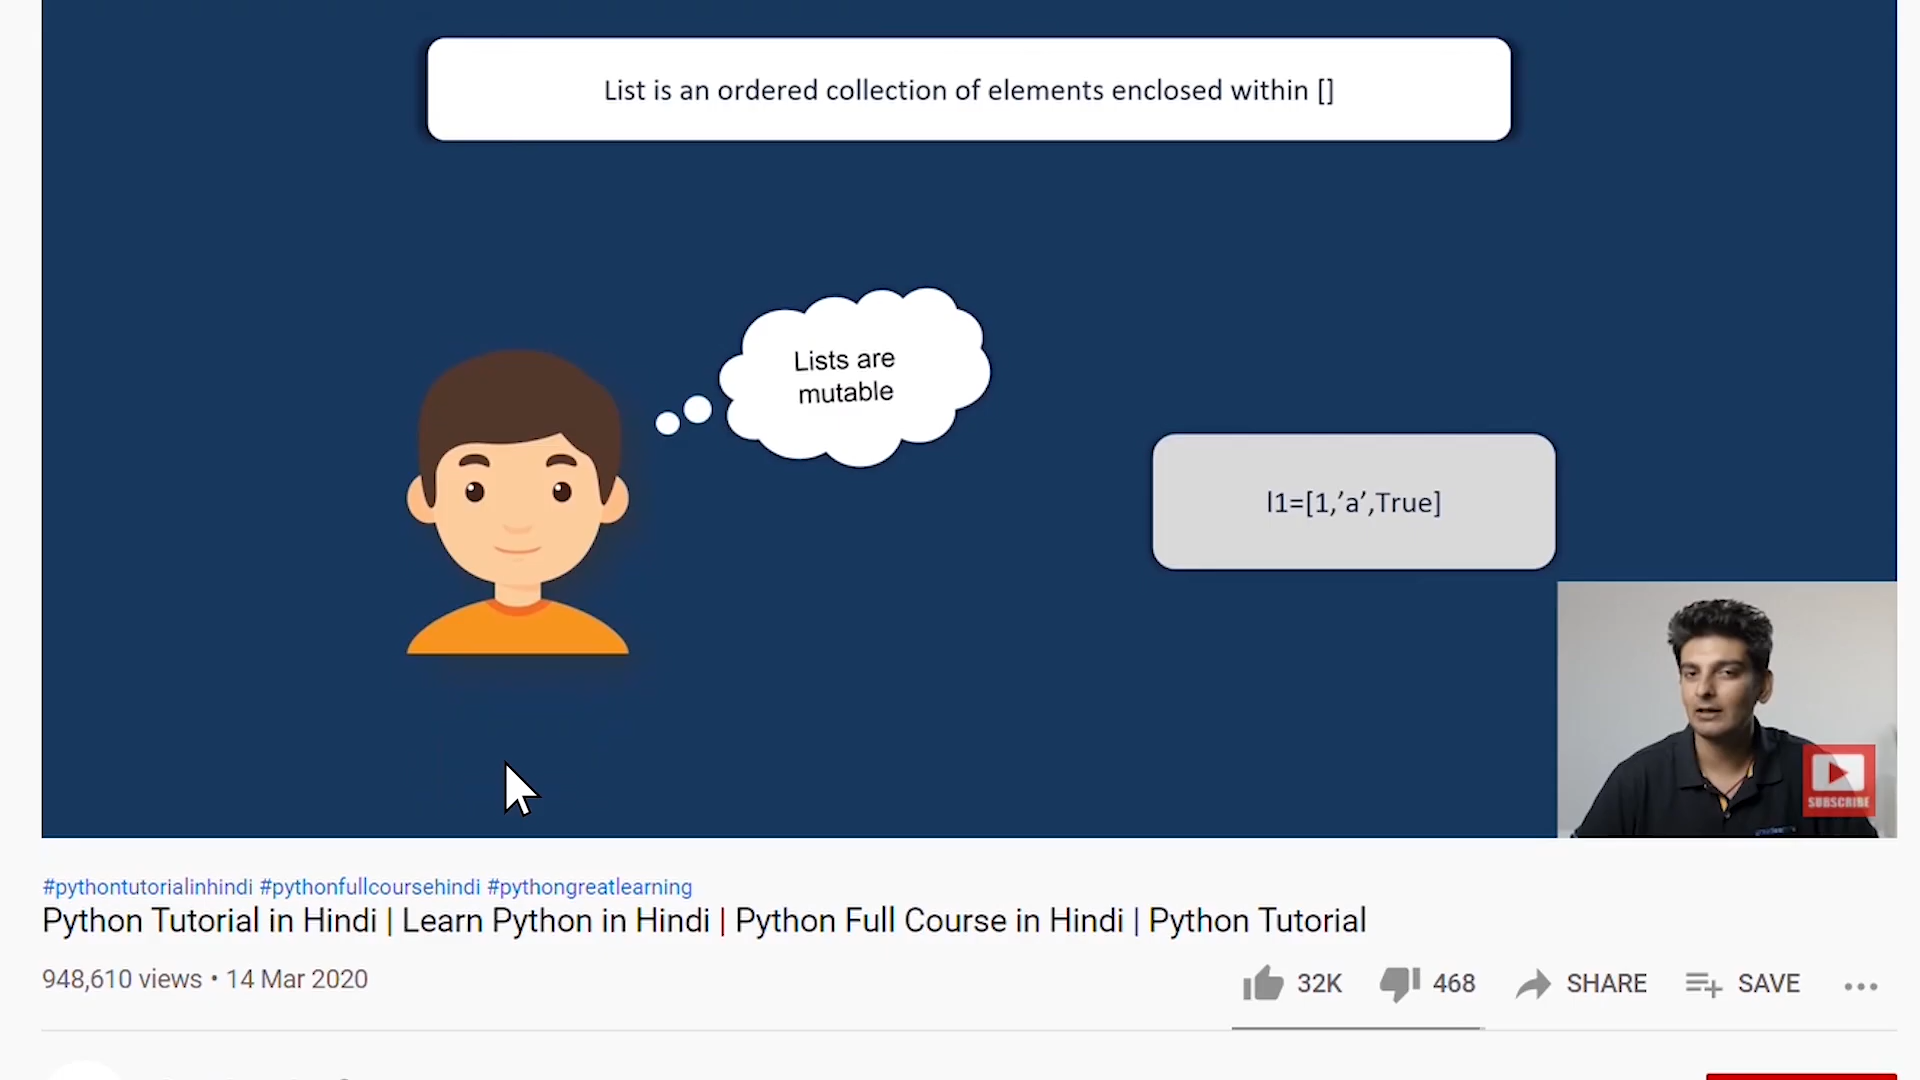 List is an ordered collection of elements enclosed within []
Lists are
mutable
l1=[1,’a’,True]
SUBSCRIBE
#pythontutorialinhindi #pythonfullcoursehindi #pythongreatlearning
Python Tutorial in Hindi | Learn Python in Hindi | Python Full Course in Hindi | Python Tutorial
948,610 views • 14 Mar 2020
32K 468 SHARE SAVE